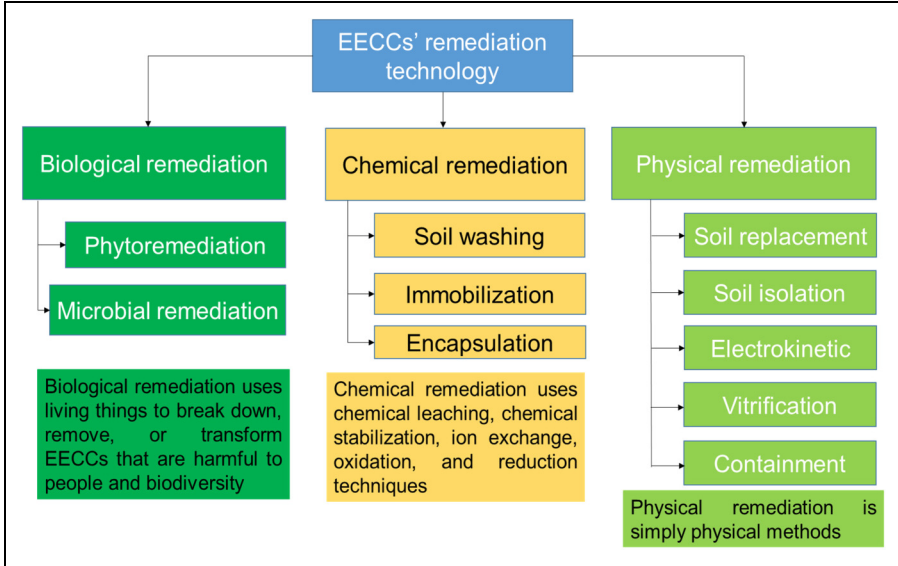 EECCs' remediation
technology
Biological remediation
Phytoremediation
Microbial remediation
Biological remediation uses
living things to break down,
remove, or transform
EECCs that are harmful to
people and biodiversity
Chemical remediation
Soil washing
Immobilization
Encapsulation
Chemical remediation uses
chemical leaching, chemical
stabilization, ion exchange,
oxidation, and reduction
techniques
Physical remediation
Soil replacement
Soil isolation
Electrokinetic
Vitrification
Containment
Physical remediation is
simply physical methods